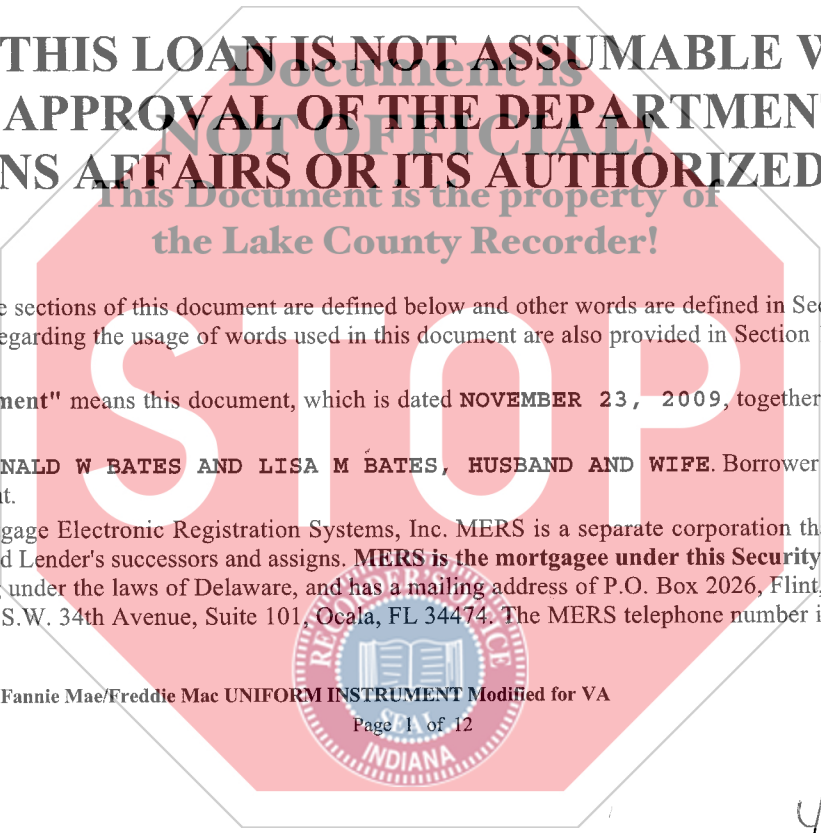 THIS LOAN IS NOT ASSUMABLE
Document is
APPROVAL OF THE DEPARTMEN
NOT OFFICIAL!
NS AFFAIRS OR ITS AUTHORIZED
This Document is the property of
the Lake County Recorder!
e sections of this document are defined below and other words are defined in Sec
egarding the usage of words used in this document are also provided in Section
STOP
ment" means this document, which is dated NOVEMBER 23, 2009, together
NALD W BATES AND LISA M BATES, HUSBAND AND WIFE. Borrower
nt.
gage Electronic Registration Systems, Inc. MERS is a separate corporation th
d Lender's successors and assigns. MERS is the mortgagee under this Security
under the laws of Delaware, and has a mailing address of P.O. Box 2026, Flint,
S.W. 34th Avenue, Suite 101, Ocala, FL 34474. The MERS telephone number i
RECORDER'S OFFICE
SEAL
INDIANA
Fannie Mae/Freddie Mac UNIFORM INSTRUMENT Modified for VA
Page 1 of 12